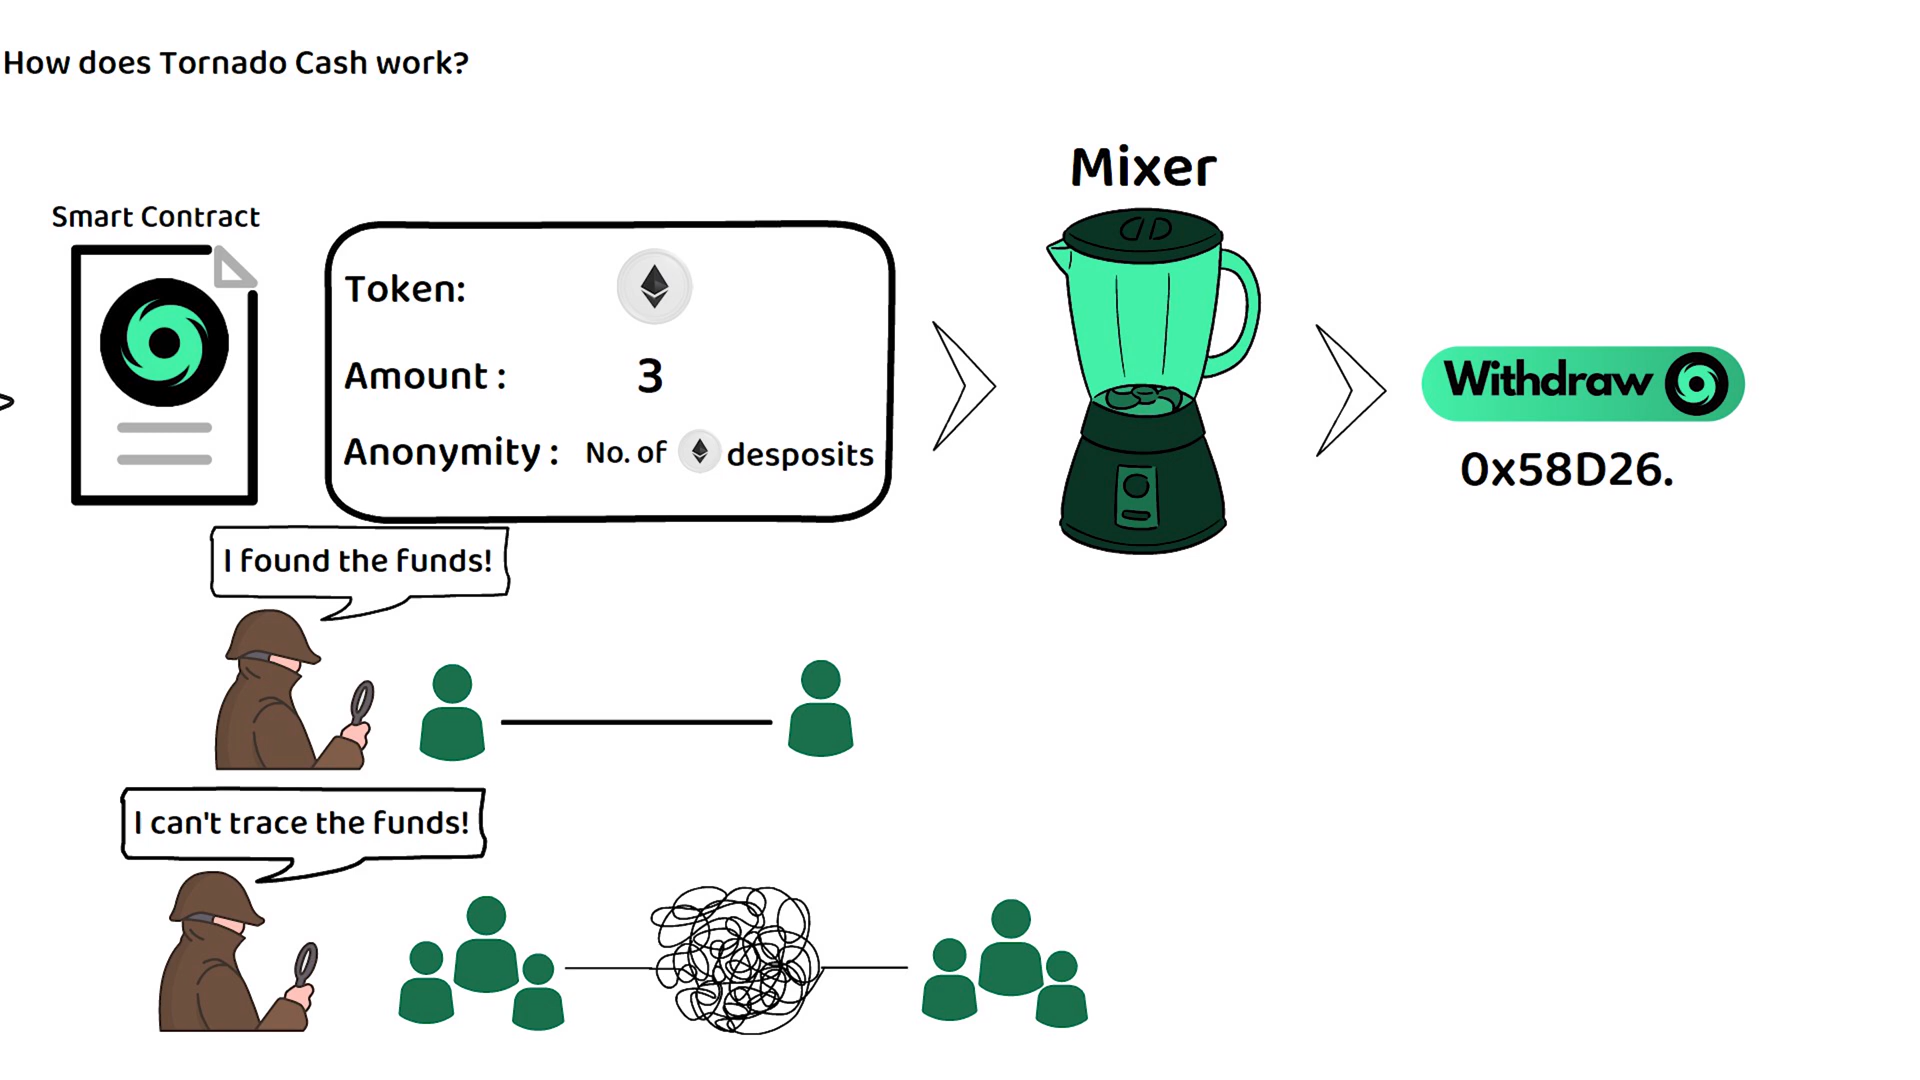 How does Tornado Cash work?
Mixer
Smart Contract
Token:
Amount : 3
Anonymity : No. of desposits
Withdraw
0x58D26.
I found the funds!
I can't trace the funds!